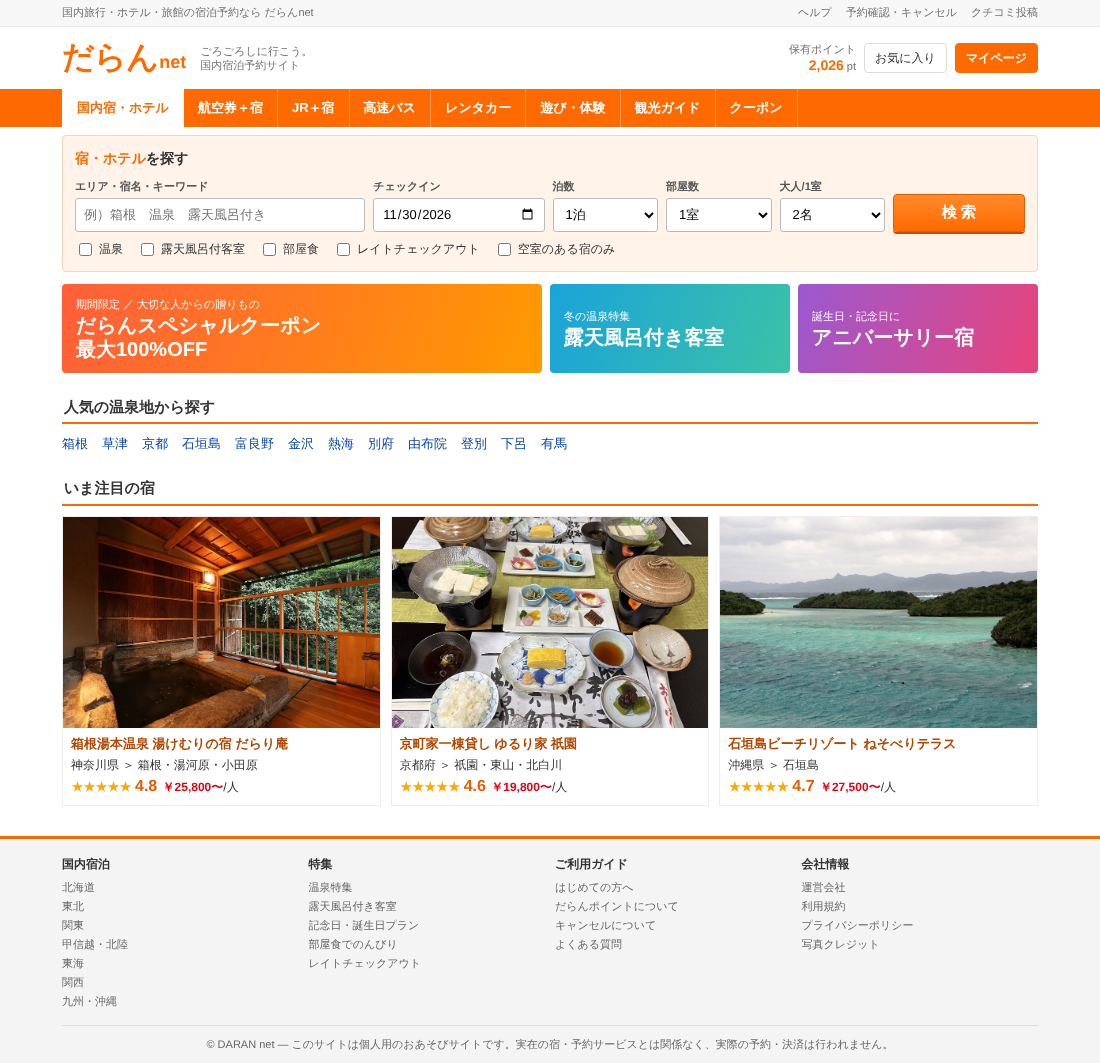 国内旅行・ホテル・旅館の宿泊予約なら だらんnet
ヘルプ 予約確認・キャンセル クチコミ投稿
だらんnet
ごろごろしに行こう。
国内宿泊予約サイト
保有ポイント
2,026 pt
お気に入り
マイページ
国内宿・ホテル 航空券＋宿 JR＋宿 高速バス レンタカー 遊び・体験 観光ガイド クーポン
宿・ホテルを探す
エリア・宿名・キーワード チェックイン 泊数 部屋数 大人/1室
例）箱根　温泉　露天風呂付き 11/30/2026 1泊 1室 2名 検 索
温泉 露天風呂付客室 部屋食 レイトチェックアウト 空室のある宿のみ
期間限定 ／ 大切な人からの贈りもの
だらんスペシャルクーポン
最大100%OFF
冬の温泉特集
露天風呂付き客室
誕生日・記念日に
アニバーサリー宿
人気の温泉地から探す
箱根 草津 京都 石垣島 富良野 金沢 熱海 別府 由布院 登別 下呂 有馬
いま注目の宿
箱根湯本温泉 湯けむりの宿 だらり庵
神奈川県 ＞ 箱根・湯河原・小田原
★★★★★ 4.8 ￥25,800〜/人
京町家一棟貸し ゆるり家 祇園
京都府 ＞ 祇園・東山・北白川
★★★★★ 4.6 ￥19,800〜/人
石垣島ビーチリゾート ねそべりテラス
沖縄県 ＞ 石垣島
★★★★★ 4.7 ￥27,500〜/人
国内宿泊
北海道
東北
関東
甲信越・北陸
東海
関西
九州・沖縄
特集
温泉特集
露天風呂付き客室
記念日・誕生日プラン
部屋食でのんびり
レイトチェックアウト
ご利用ガイド
はじめての方へ
だらんポイントについて
キャンセルについて
よくある質問
会社情報
運営会社
利用規約
プライバシーポリシー
写真クレジット
© DARAN net — このサイトは個人用のおあそびサイトです。実在の宿・予約サービスとは関係なく、実際の予約・決済は行われません。